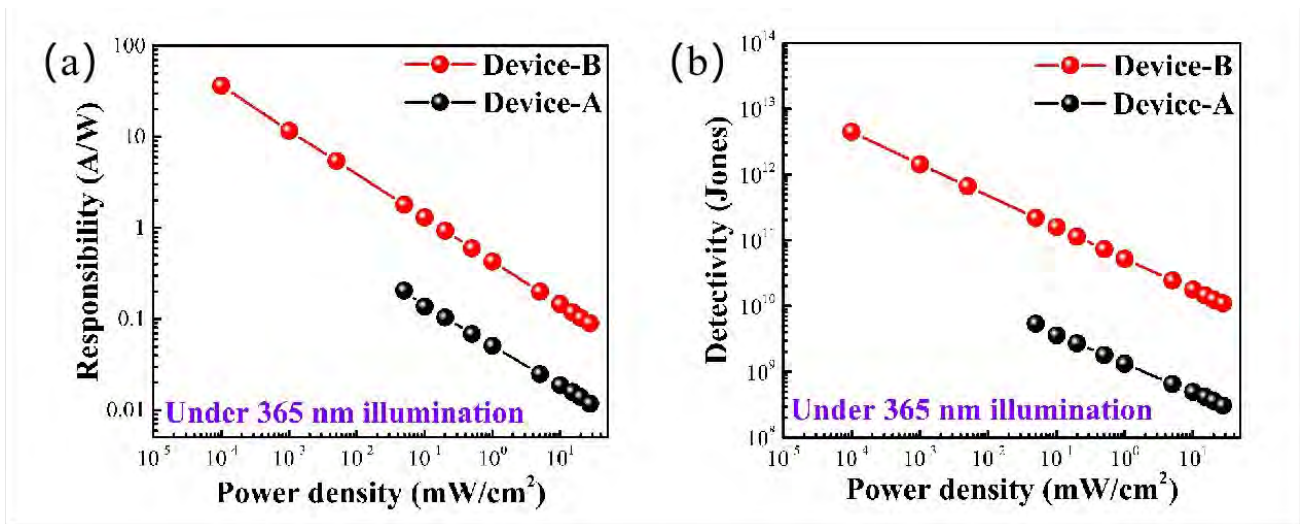 (a)
Device-B
Device-A
100
10
1
0.1
0.01
Responsibility (A/W)
Under 365 nm illumination
10⁻⁵ 10⁻⁴ 10⁻³ 10⁻² 10⁻¹ 10⁰ 10¹
Power density (mW/cm²)
(b)
Device-B
Device-A
10¹⁴
10¹³
10¹²
10¹¹
10¹⁰
10⁹
10⁸
Detectivity (Jones)
Under 365 nm illumination
10⁻⁵ 10⁻⁴ 10⁻³ 10⁻² 10⁻¹ 10⁰ 10¹
Power density (mW/cm²)